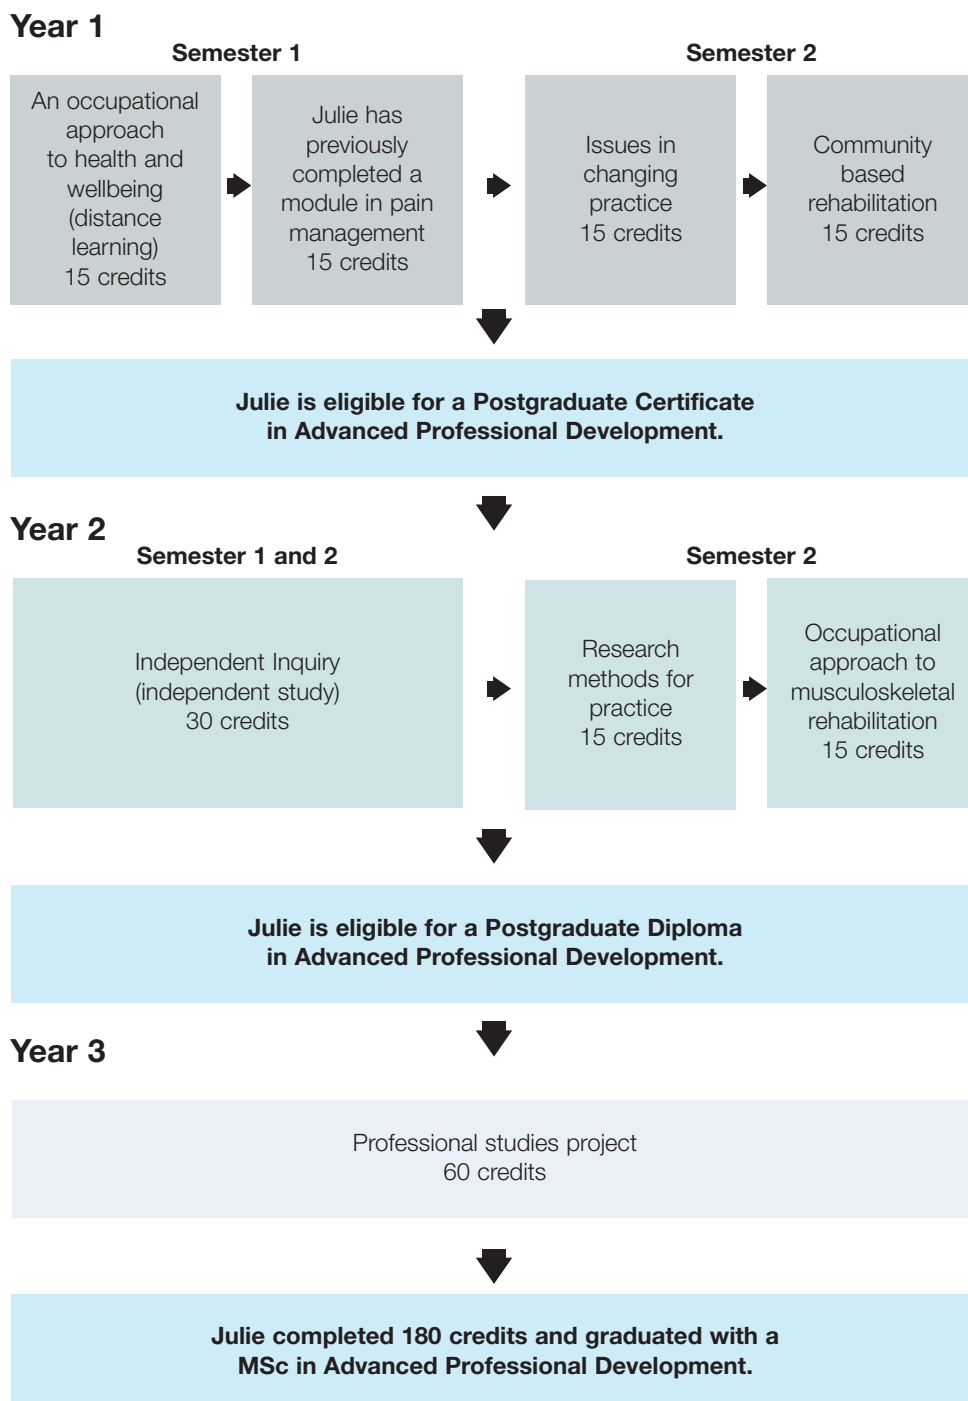 Year 1
Semester 1
An occupational
approach
to health and
wellbeing
(distance
learning)
15 credits
Julie has
previously
completed a
module in pain
management
15 credits
Semester 2
Issues in
changing
practice
15 credits
Community
based
rehabilitation
15 credits
Julie is eligible for a Postgraduate Certificate
in Advanced Professional Development.
Year 2
Semester 1 and 2
Independent Inquiry
(independent study)
30 credits
Semester 2
Research
methods for
practice
15 credits
Occupational
approach to
musculoskeletal
rehabilitation
15 credits
Julie is eligible for a Postgraduate Diploma
in Advanced Professional Development.
Year 3
Professional studies project
60 credits
Julie completed 180 credits and graduated with a
MSc in Advanced Professional Development.